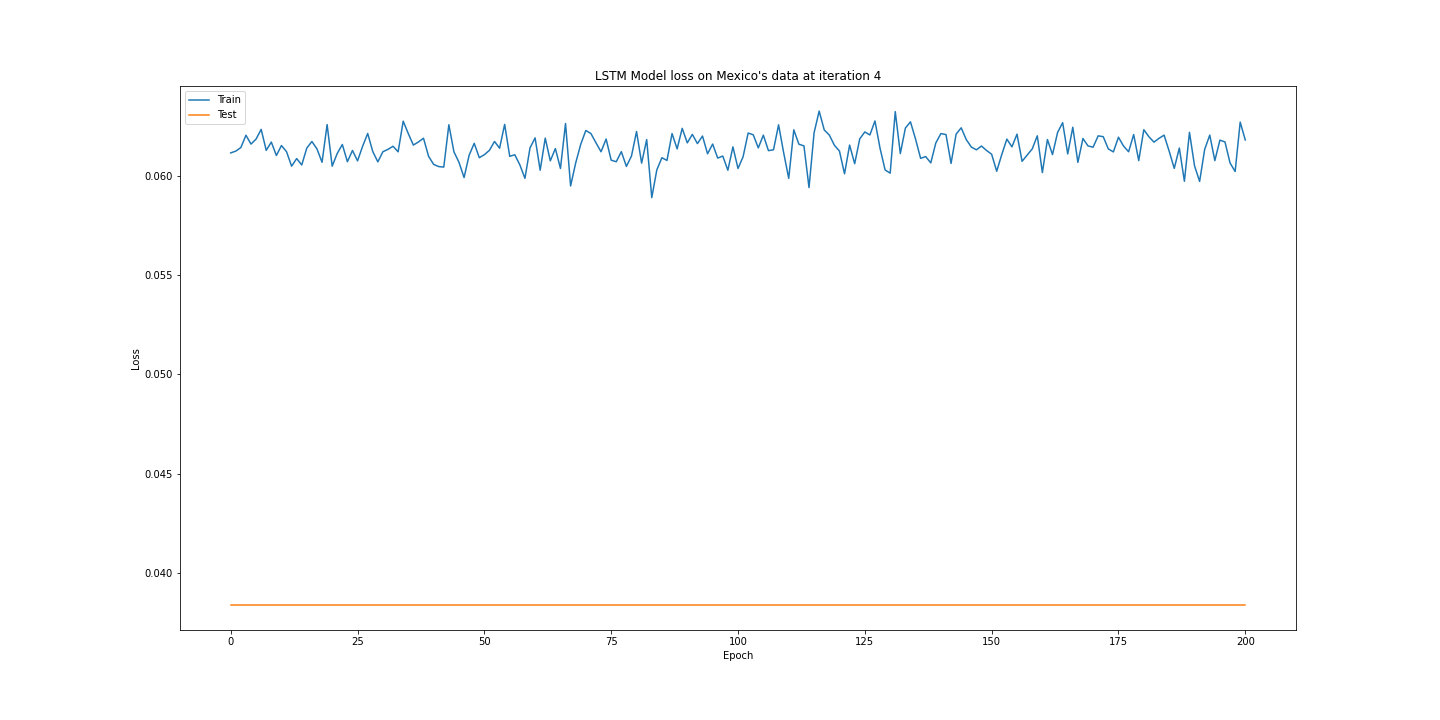 LSTM Model loss on Mexico's data at iteration 4
Train
Test
0.060
0.055
0.050
0.045
0.040
Loss
0 25 50 75 100 125 150 175 200
Epoch